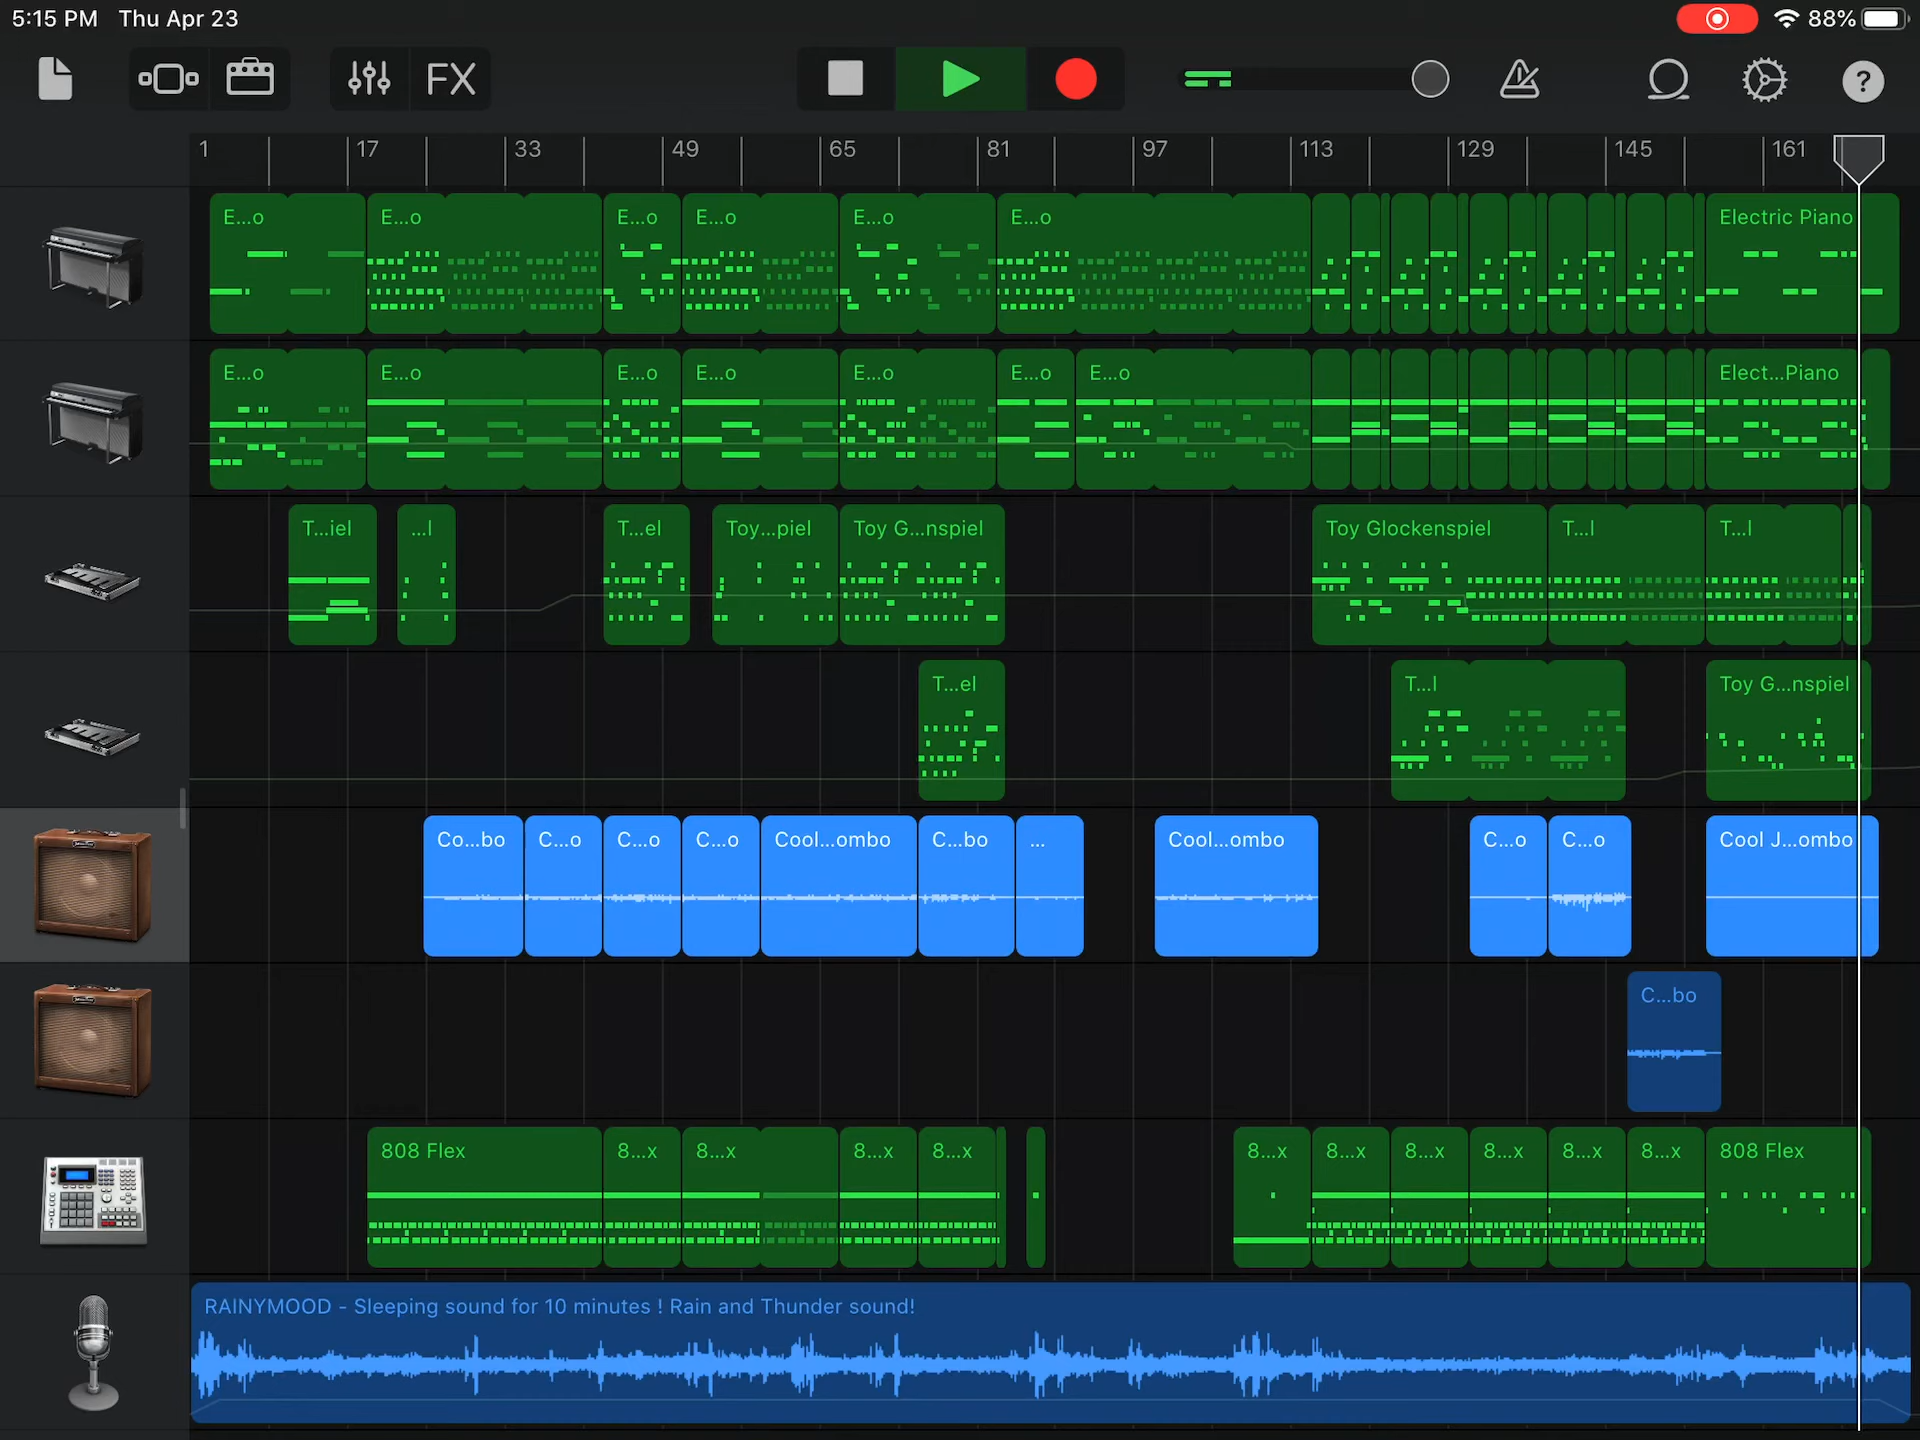 5:15 PM Thu Apr 23
88%
FX
?
1 17 33 49 65 81 97 113 129 145 161
E...o E...o E...o E...o E...o E...o Electric Piano
E...o E...o E...o E...o E...o E...o E...o Elect...Piano
T...iel ...l T...el Toy...piel Toy G...nspiel Toy Glockenspiel T...l T...l
T...el T...l Toy G...nspiel
Co...bo C...o C...o C...o Cool...ombo C...bo ... Cool...ombo C...o C...o Cool J...ombo
C...bo
808 Flex 8...x 8...x 8...x 8...x 8...x 8...x 8...x 8...x 8...x 8...x 808 Flex
RAINYMOOD - Sleeping sound for 10 minutes ! Rain and Thunder sound!